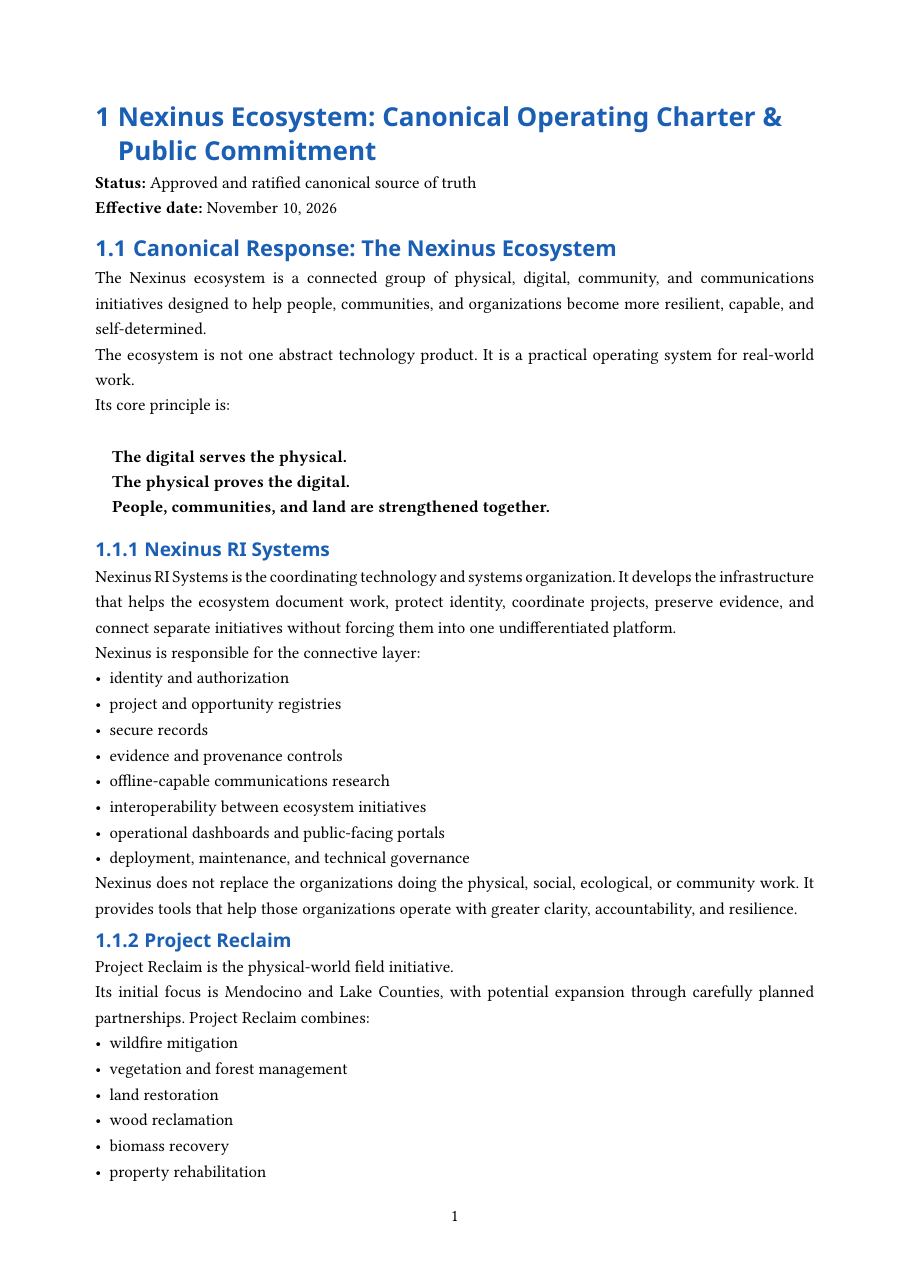 1 Nexinus Ecosystem: Canonical Operating Charter &
Public Commitment
Status: Approved and ratified canonical source of truth
Effective date: November 10, 2026
1.1 Canonical Response: The Nexinus Ecosystem
The Nexinus ecosystem is a connected group of physical, digital, community, and communications
initiatives designed to help people, communities, and organizations become more resilient, capable, and
self-determined.
The ecosystem is not one abstract technology product. It is a practical operating system for real-world
work.
Its core principle is:
The digital serves the physical.
The physical proves the digital.
People, communities, and land are strengthened together.
1.1.1 Nexinus RI Systems
Nexinus RI Systems is the coordinating technology and systems organization. It develops the infrastructure
that helps the ecosystem document work, protect identity, coordinate projects, preserve evidence, and
connect separate initiatives without forcing them into one undifferentiated platform.
Nexinus is responsible for the connective layer:
• identity and authorization
• project and opportunity registries
• secure records
• evidence and provenance controls
• offline-capable communications research
• interoperability between ecosystem initiatives
• operational dashboards and public-facing portals
• deployment, maintenance, and technical governance
Nexinus does not replace the organizations doing the physical, social, ecological, or community work. It
provides tools that help those organizations operate with greater clarity, accountability, and resilience.
1.1.2 Project Reclaim
Project Reclaim is the physical-world field initiative.
Its initial focus is Mendocino and Lake Counties, with potential expansion through carefully planned
partnerships. Project Reclaim combines:
• wildfire mitigation
• vegetation and forest management
• land restoration
• wood reclamation
• biomass recovery
• property rehabilitation
1